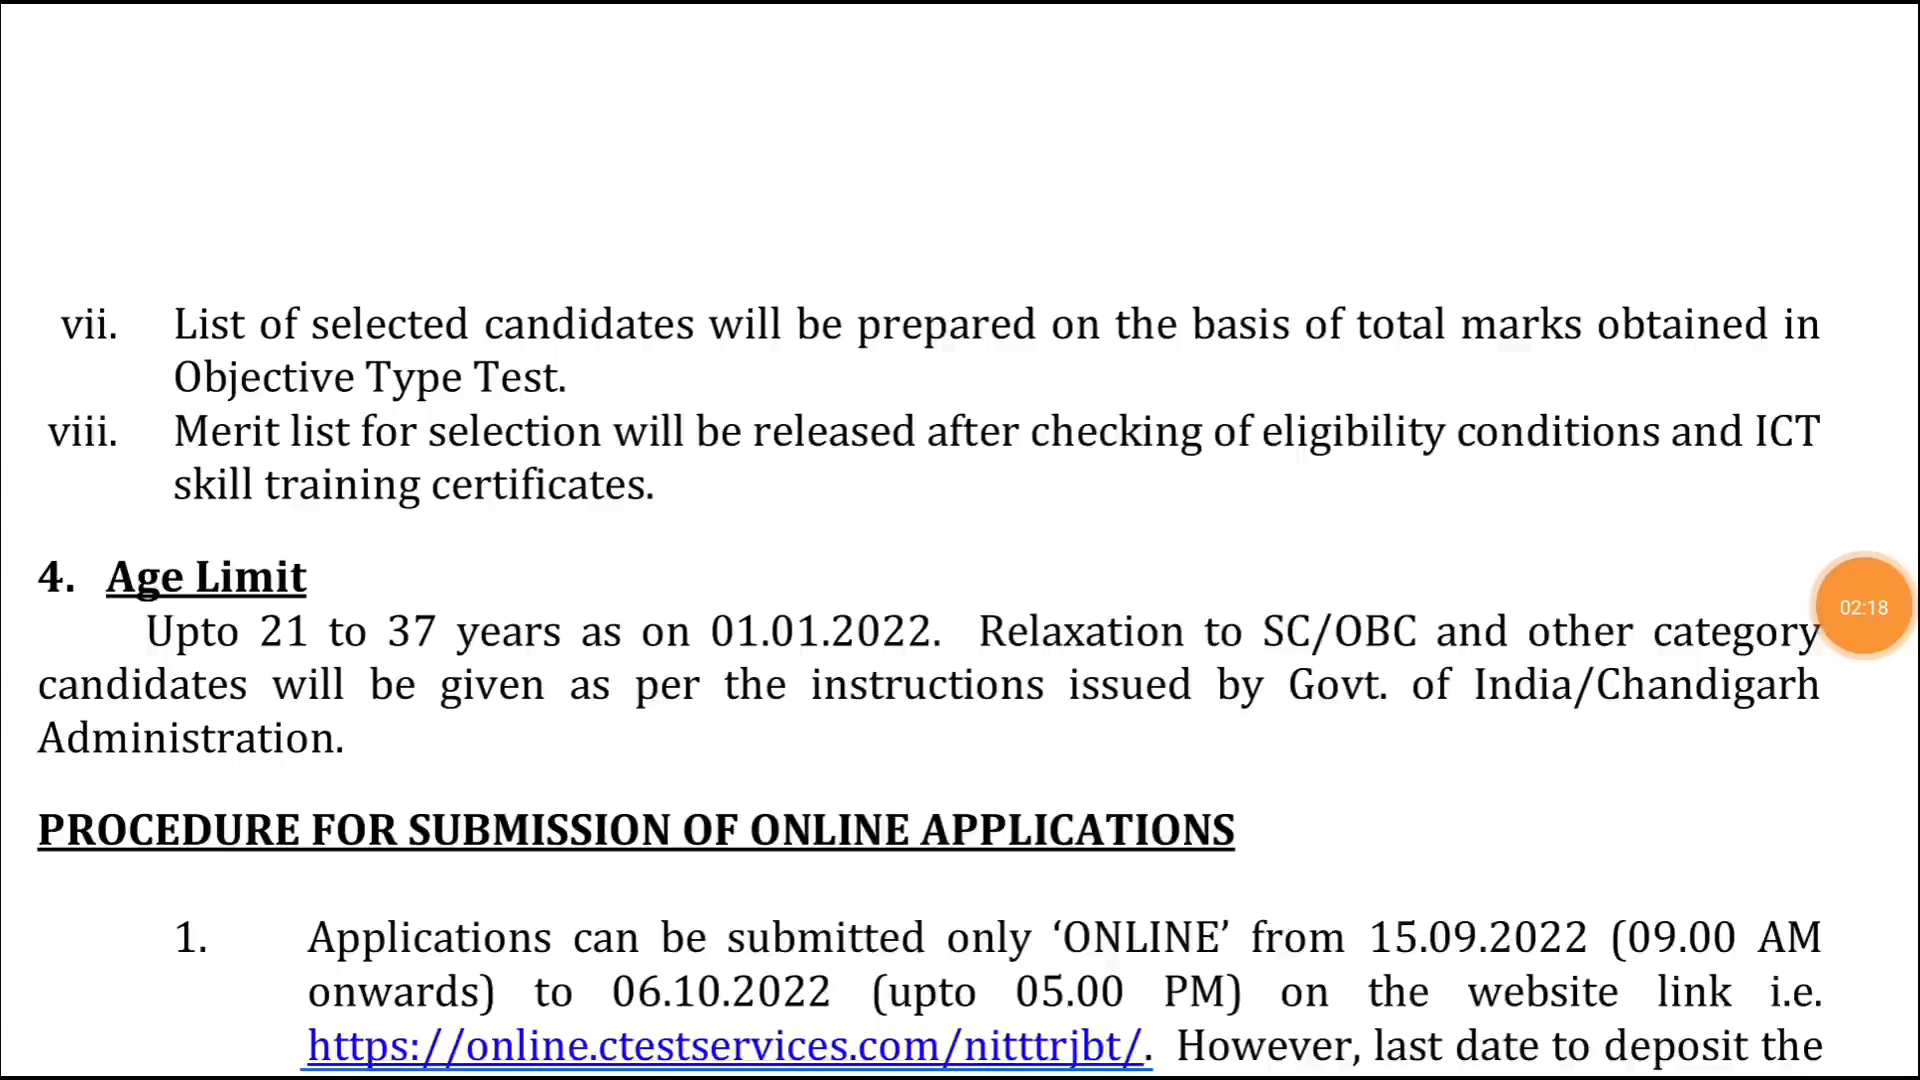 vii. List of selected candidates will be prepared on the basis of total marks obtained in
Objective Type Test.
viii. Merit list for selection will be released after checking of eligibility conditions and ICT
skill training certificates.
4. Age Limit
Upto 21 to 37 years as on 01.01.2022. Relaxation to SC/OBC and other category
candidates will be given as per the instructions issued by Govt. of India/Chandigarh
Administration.
02:18
PROCEDURE FOR SUBMISSION OF ONLINE APPLICATIONS
1. Applications can be submitted only ‘ONLINE’ from 15.09.2022 (09.00 AM
onwards) to 06.10.2022 (upto 05.00 PM) on the website link i.e.
https://online.ctestservices.com/nitttrjbt/. However, last date to deposit the